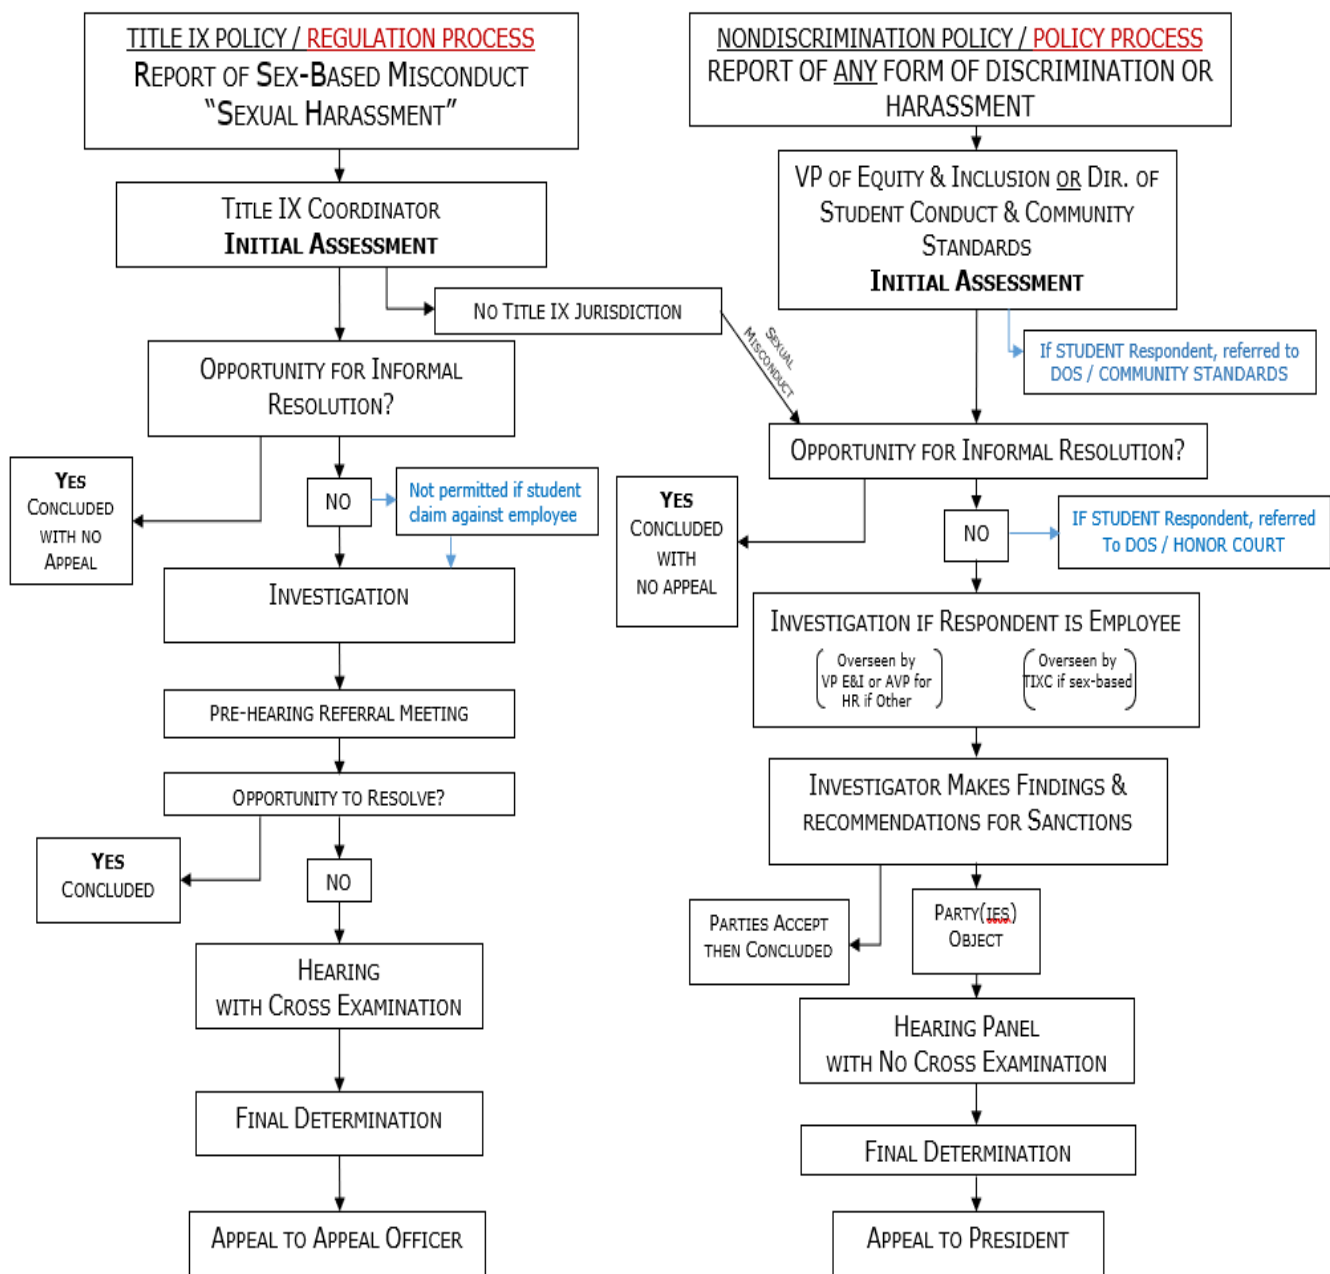 TITLE IX POLICY / REGULATION PROCESS
REPORT OF SEX-BASED MISCONDUCT
“SEXUAL HARASSMENT”
TITLE IX COORDINATOR
INITIAL ASSESSMENT
NO TITLE IX JURISDICTION
SEXUAL
MISCONDUCT
OPPORTUNITY FOR INFORMAL
RESOLUTION?
YES
CONCLUDED
WITH NO
APPEAL
NO
Not permitted if student
claim against employee
INVESTIGATION
PRE-HEARING REFERRAL MEETING
OPPORTUNITY TO RESOLVE?
YES
CONCLUDED
NO
HEARING
WITH CROSS EXAMINATION
FINAL DETERMINATION
APPEAL TO APPEAL OFFICER
NONDISCRIMINATION POLICY / POLICY PROCESS
REPORT OF ANY FORM OF DISCRIMINATION OR
HARASSMENT
VP OF EQUITY & INCLUSION OR DIR. OF
STUDENT CONDUCT & COMMUNITY
STANDARDS
INITIAL ASSESSMENT
If STUDENT Respondent, referred to
DOS / COMMUNITY STANDARDS
OPPORTUNITY FOR INFORMAL RESOLUTION?
YES
CONCLUDED
WITH
NO APPEAL
NO
IF STUDENT Respondent, referred
To DOS / HONOR COURT
INVESTIGATION IF RESPONDENT IS EMPLOYEE
Overseen by
VP E&I or AVP for
HR if Other
Overseen by
TIXC if sex-based
INVESTIGATOR MAKES FINDINGS &
RECOMMENDATIONS FOR SANCTIONS
PARTIES ACCEPT
THEN CONCLUDED
PARTY(IES)
OBJECT
HEARING PANEL
WITH NO CROSS EXAMINATION
FINAL DETERMINATION
APPEAL TO PRESIDENT